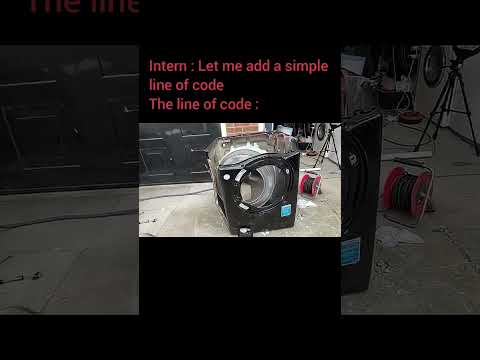 The line
Intern : Let me add a simple
line of code
The line of code :